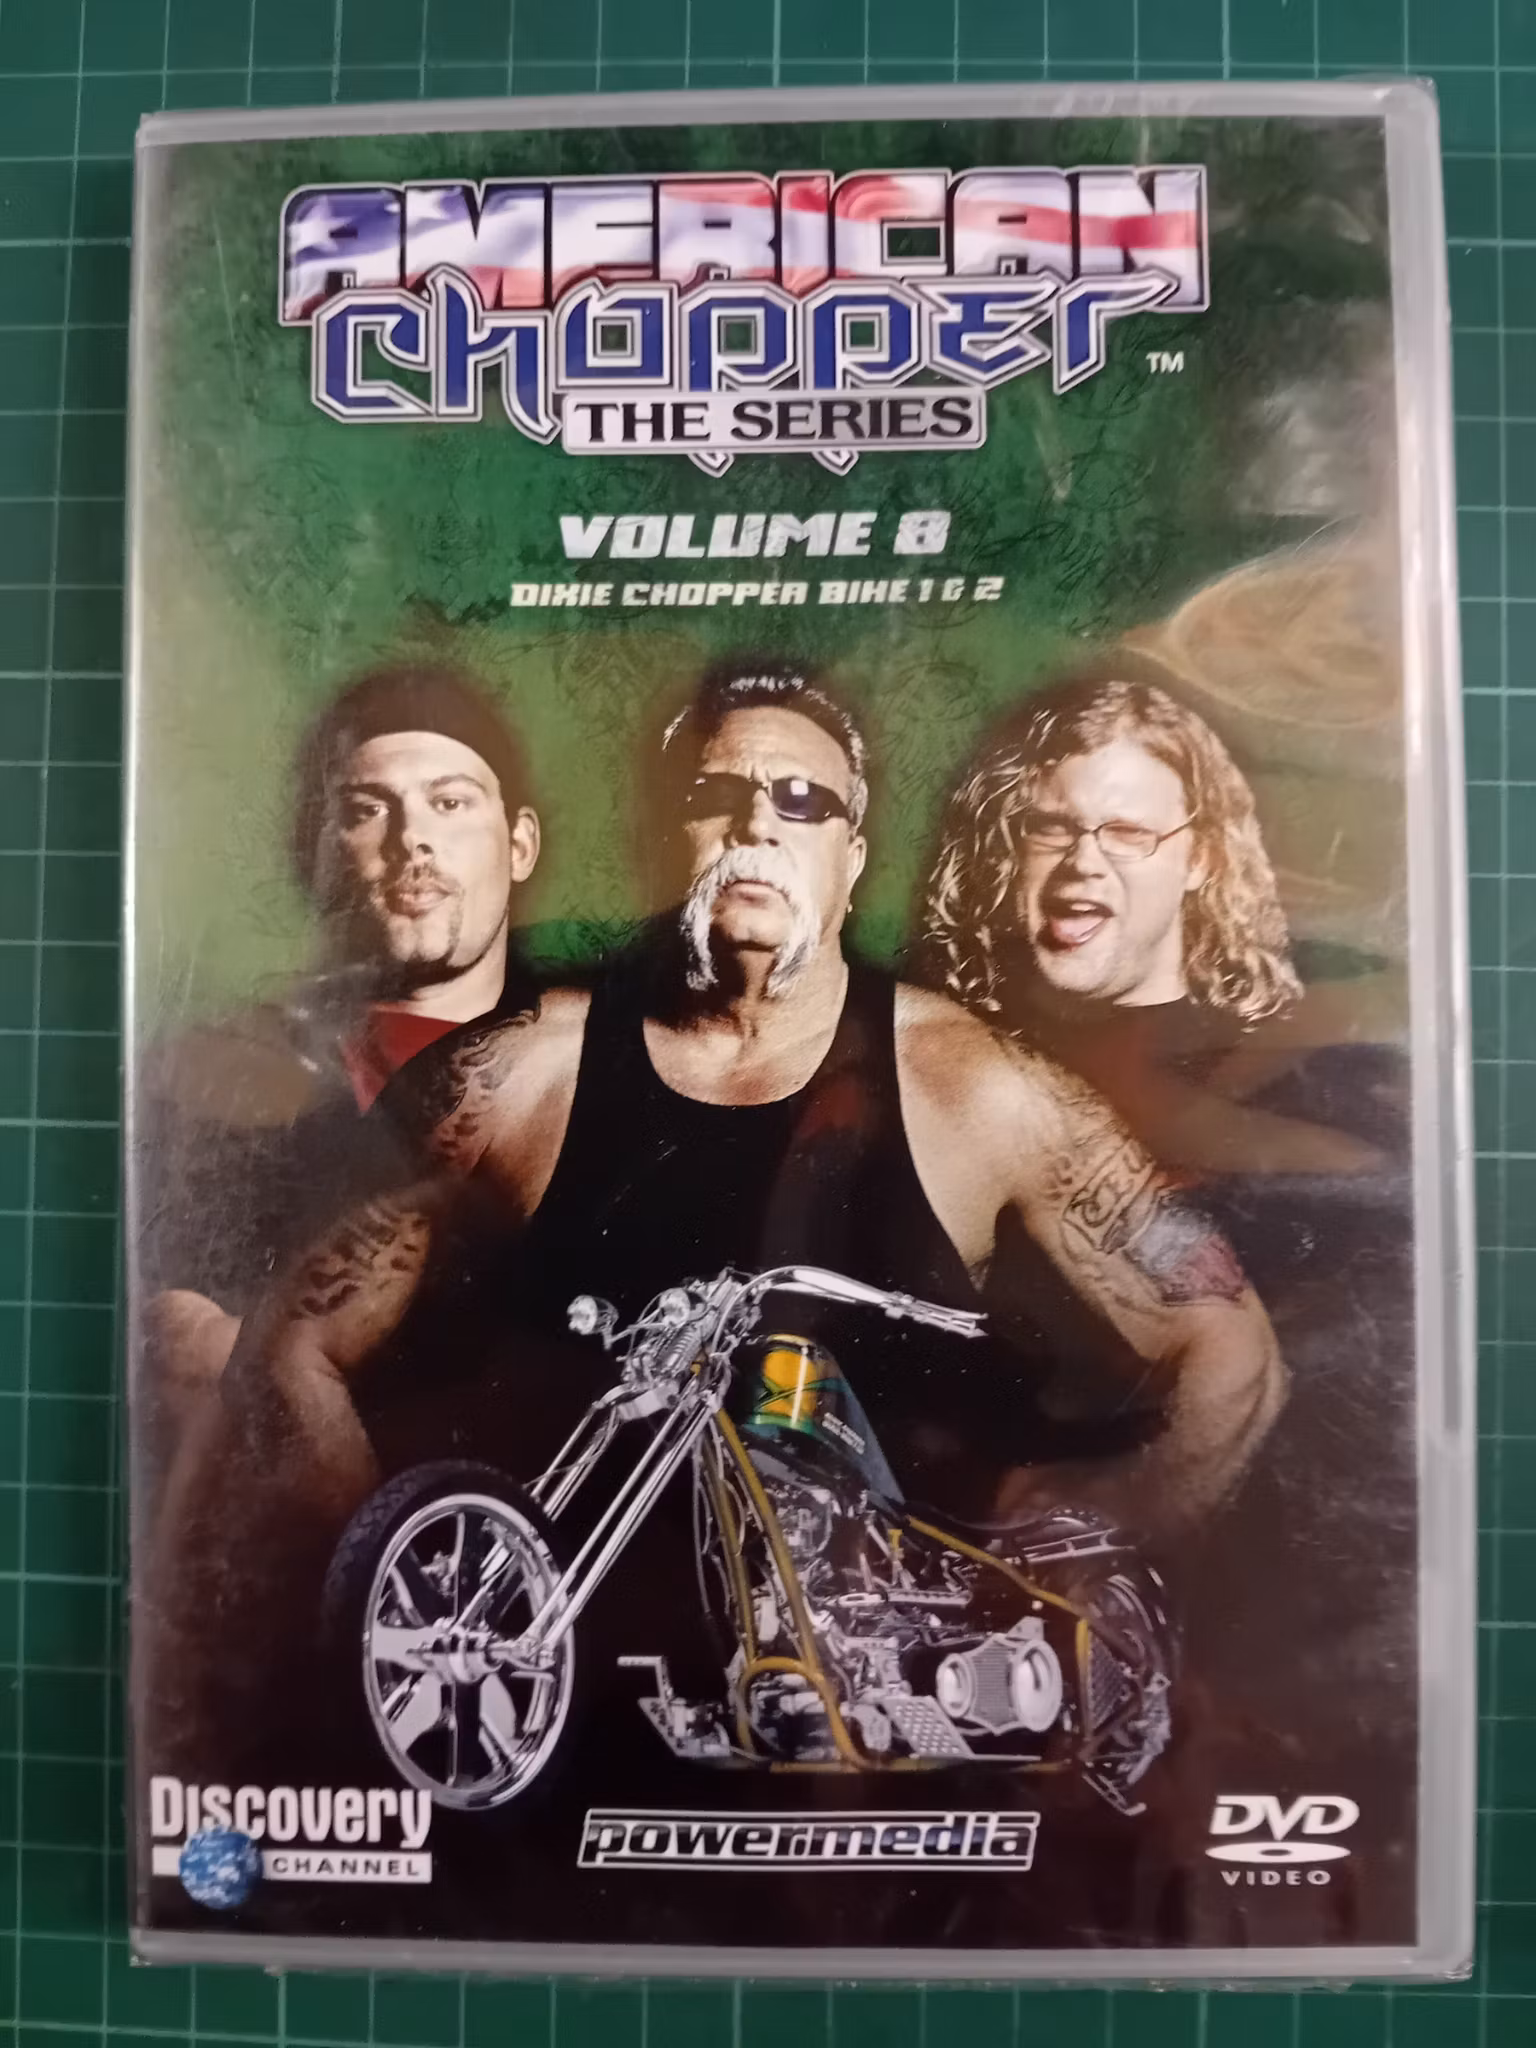 AMERICAN
CHOPPER
TM
THE SERIES
VOLUME 8
DIXIE CHOPPER BIKE 1 & 2
Discovery
CHANNEL
powermedia
DVD
VIDEO